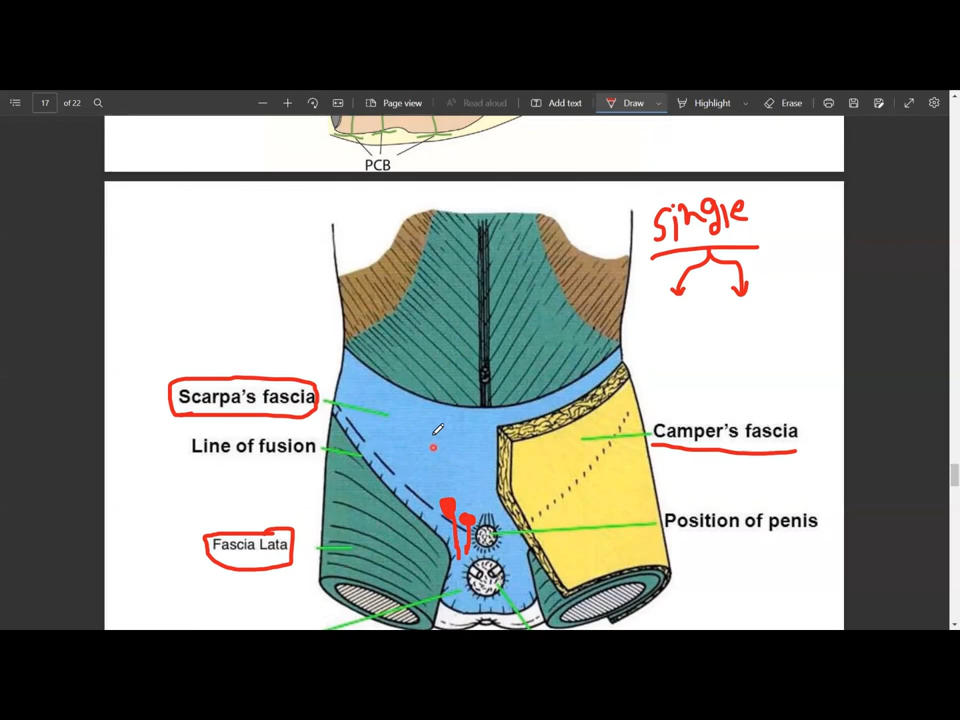 17 of 22 Page view Read aloud Add text Draw Highlight Erase
PCB
single
Scarpa's fascia
Camper's fascia
Line of fusion
Position of penis
Fascia Lata